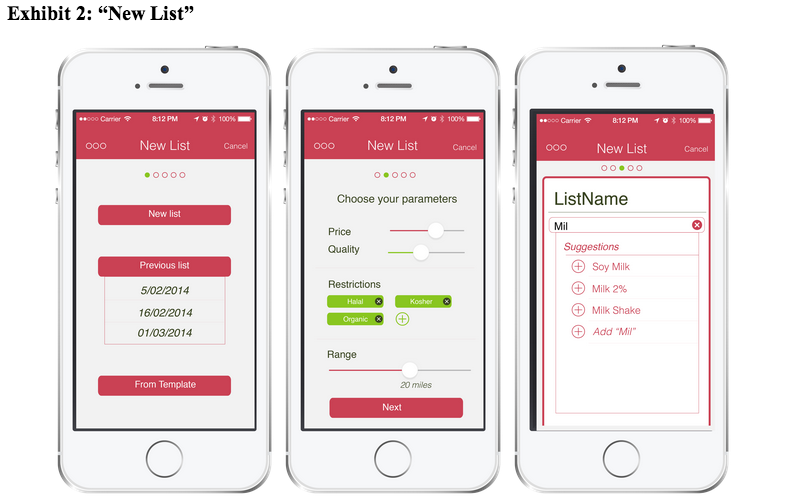 Exhibit 2: “New List”
Carrier 8:12 PM 100%
New List Cancel
New list
Previous list
5/02/2014
16/02/2014
01/03/2014
From Template
Carrier 8:12 PM 100%
New List Cancel
Choose your parameters
Price
Quality
Restrictions
Halal Kosher
Organic
Range
20 miles
Next
Carrier 8:12 PM 100%
New List Cancel
ListName
Mil
Suggestions
Soy Milk
Milk 2%
Milk Shake
Add “Mil”